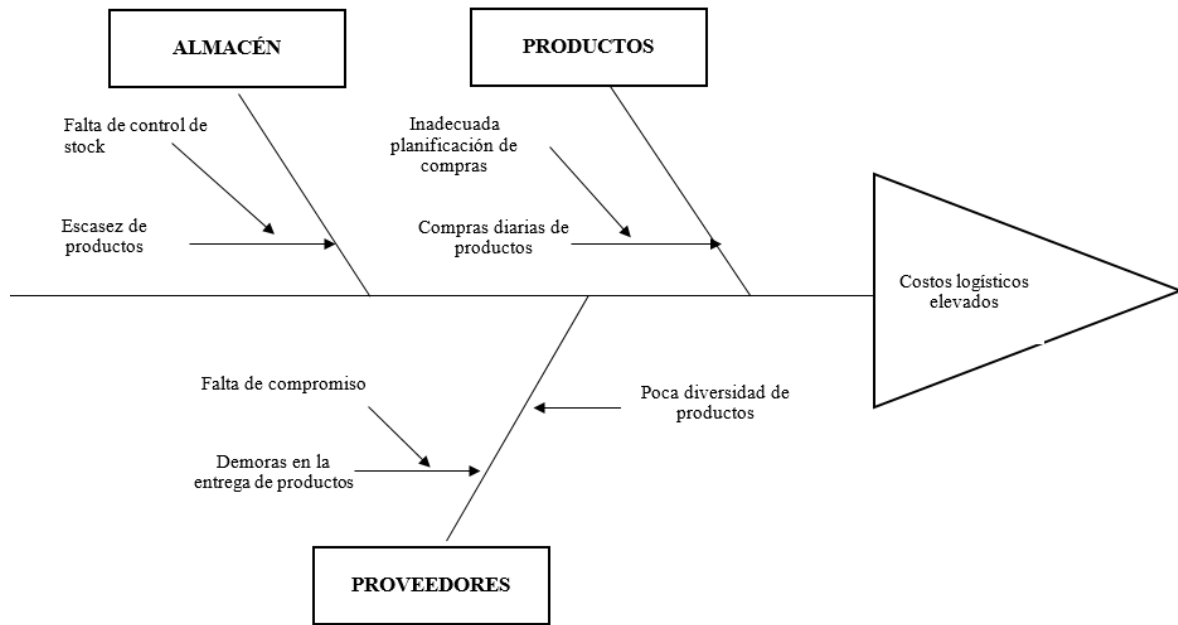 ALMACÉN
PRODUCTOS
Falta de control de
stock
Inadecuada
planificación de
compras
Escasez de
productos
Compras diarias de
productos
Costos logísticos
elevados
Falta de compromiso
Poca diversidad de
productos
Demoras en la
entrega de productos
PROVEEDORES